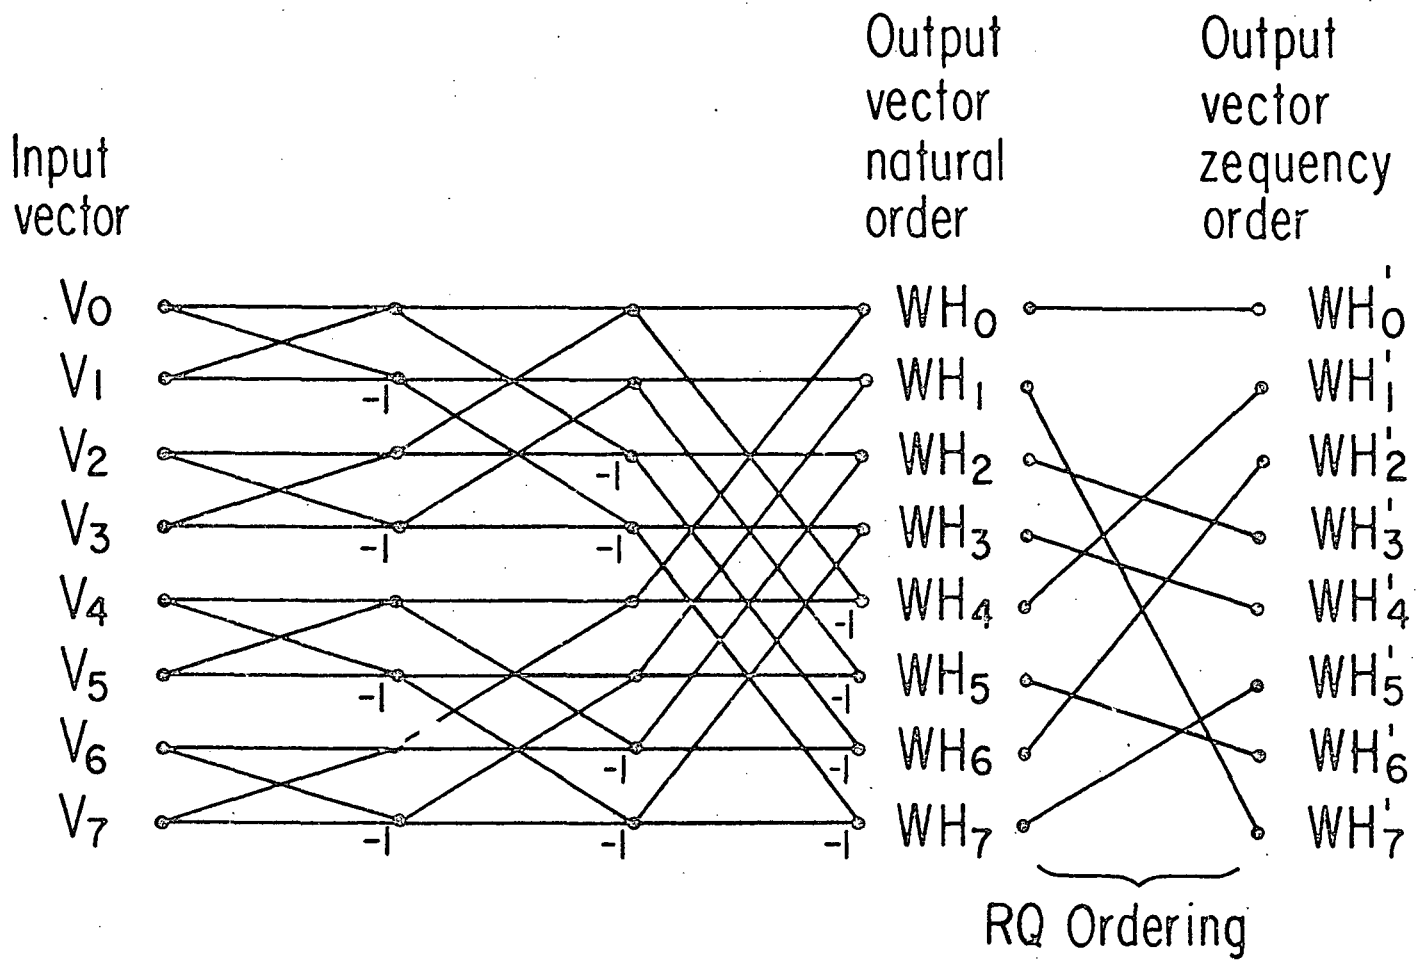 Input
vector
Output
vector
natural
order
Output
vector
zequency
order
V0 WH0 WH'0
V1 -1 WH1 WH'1
V2 -1 WH2 WH'2
V3 -1 -1 WH3 WH'3
V4 -1 WH4 WH'4
V5 -1 -1 WH5 WH'5
V6 -1 -1 WH6 WH'6
V7 -1 -1 -1 WH7 WH'7
RQ Ordering